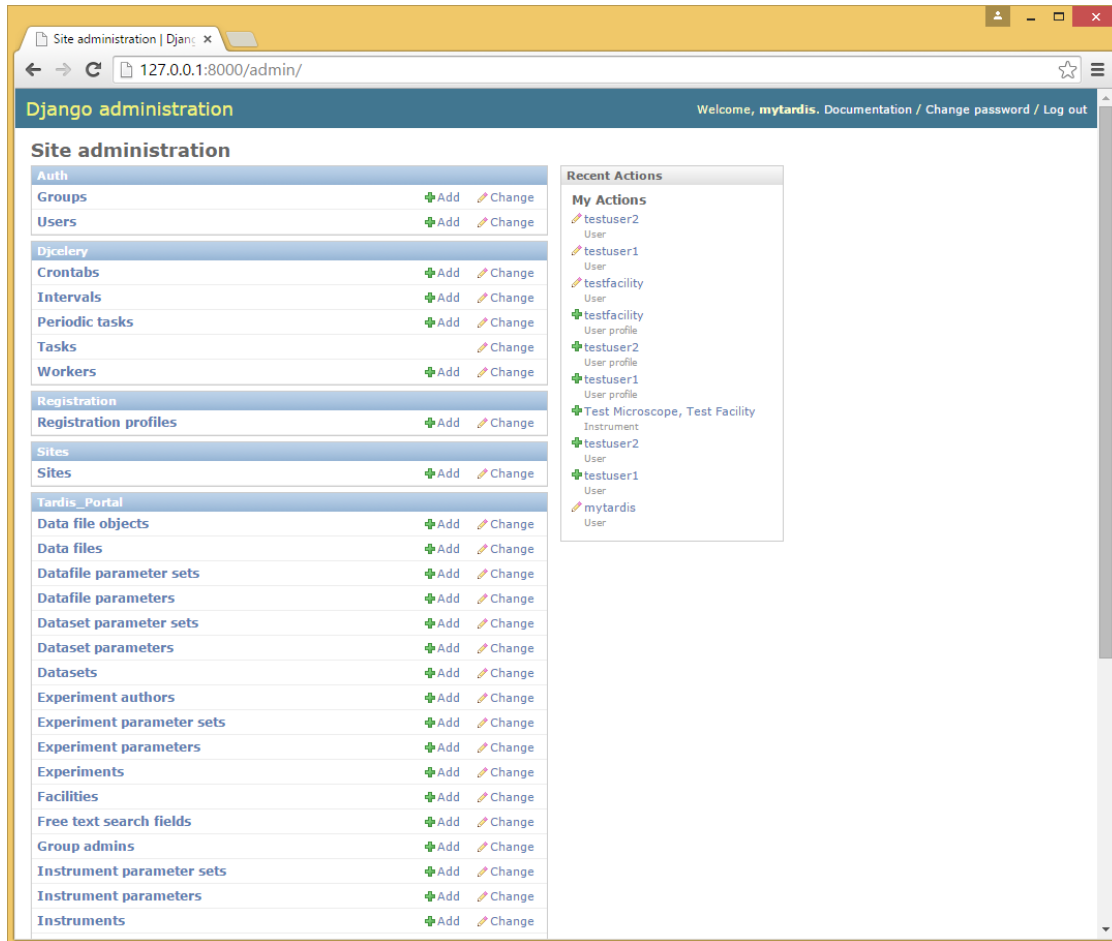 Site administration | Djang
127.0.0.1:8000/admin/
Django administration
Welcome, mytardis. Documentation / Change password / Log out
Site administration
Auth
Groups Add Change
Users Add Change
Djcelery
Crontabs Add Change
Intervals Add Change
Periodic tasks Add Change
Tasks Change
Workers Add Change
Registration
Registration profiles Add Change
Sites
Sites Add Change
Tardis_Portal
Data file objects Add Change
Data files Add Change
Datafile parameter sets Add Change
Datafile parameters Add Change
Dataset parameter sets Add Change
Dataset parameters Add Change
Datasets Add Change
Experiment authors Add Change
Experiment parameter sets Add Change
Experiment parameters Add Change
Experiments Add Change
Facilities Add Change
Free text search fields Add Change
Group admins Add Change
Instrument parameter sets Add Change
Instrument parameters Add Change
Instruments Add Change
Recent Actions
My Actions
testuser2
User
testuser1
User
testfacility
User
testfacility
User profile
testuser2
User profile
testuser1
User profile
Test Microscope, Test Facility
Instrument
testuser2
User
testuser1
User
mytardis
User